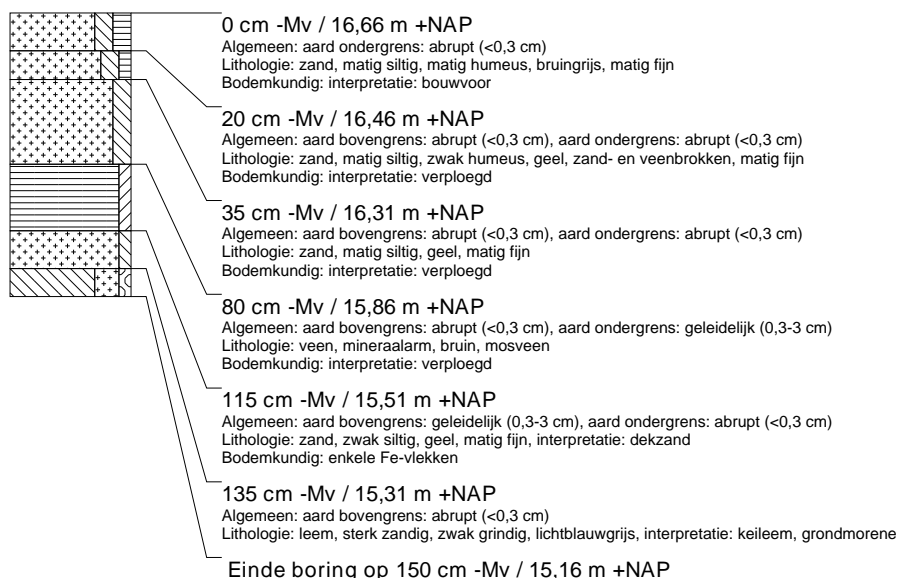 0 cm -Mv / 16,66 m +NAP
Algemeen: aard ondergrens: abrupt (<0,3 cm)
Lithologie: zand, matig siltig, matig humeus, bruingrijs, matig fijn
Bodemkundig: interpretatie: bouwvoor
20 cm -Mv / 16,46 m +NAP
Algemeen: aard bovengrens: abrupt (<0,3 cm), aard ondergrens: abrupt (<0,3 cm)
Lithologie: zand, matig siltig, zwak humeus, geel, zand- en veenbrokken, matig fijn
Bodemkundig: interpretatie: verploegd
35 cm -Mv / 16,31 m +NAP
Algemeen: aard bovengrens: abrupt (<0,3 cm), aard ondergrens: abrupt (<0,3 cm)
Lithologie: zand, matig siltig, geel, matig fijn
Bodemkundig: interpretatie: verploegd
80 cm -Mv / 15,86 m +NAP
Algemeen: aard bovengrens: abrupt (<0,3 cm), aard ondergrens: geleidelijk (0,3-3 cm)
Lithologie: veen, mineraalarm, bruin, mosveen
Bodemkundig: interpretatie: verploegd
115 cm -Mv / 15,51 m +NAP
Algemeen: aard bovengrens: geleidelijk (0,3-3 cm), aard ondergrens: abrupt (<0,3 cm)
Lithologie: zand, zwak siltig, geel, matig fijn, interpretatie: dekzand
Bodemkundig: enkele Fe-vlekken
135 cm -Mv / 15,31 m +NAP
Algemeen: aard bovengrens: abrupt (<0,3 cm)
Lithologie: leem, sterk zandig, zwak grindig, lichtblauwgrijs, interpretatie: keileem, grondmorene
Einde boring op 150 cm -Mv / 15,16 m +NAP